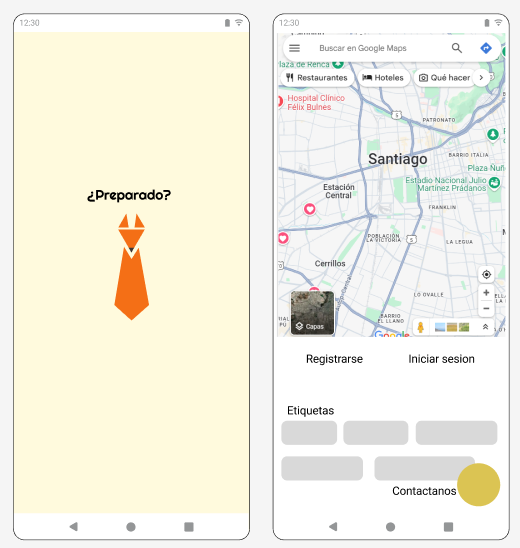 12:30
¿Preparado?
12:30
Buscar en Google Maps
laza de Renca
Restaurantes
Hoteles
Qué hacer
Hospital Clínico
Félix Bulnes
PATRONATO
Santiago
BARRIO ITALIA
Plaza Ñuñ
Estadio Nacional Julio
Martínez Prádanos
Estación
Central
FRANKLIN
POBLACIÓN
LA VICTORIA
LA LEGUA
Cerrillos
LO OVALLE
BARRIO
EL LLANO
Capas
Google
Registrarse
Iniciar sesion
Etiquetas
Contactanos